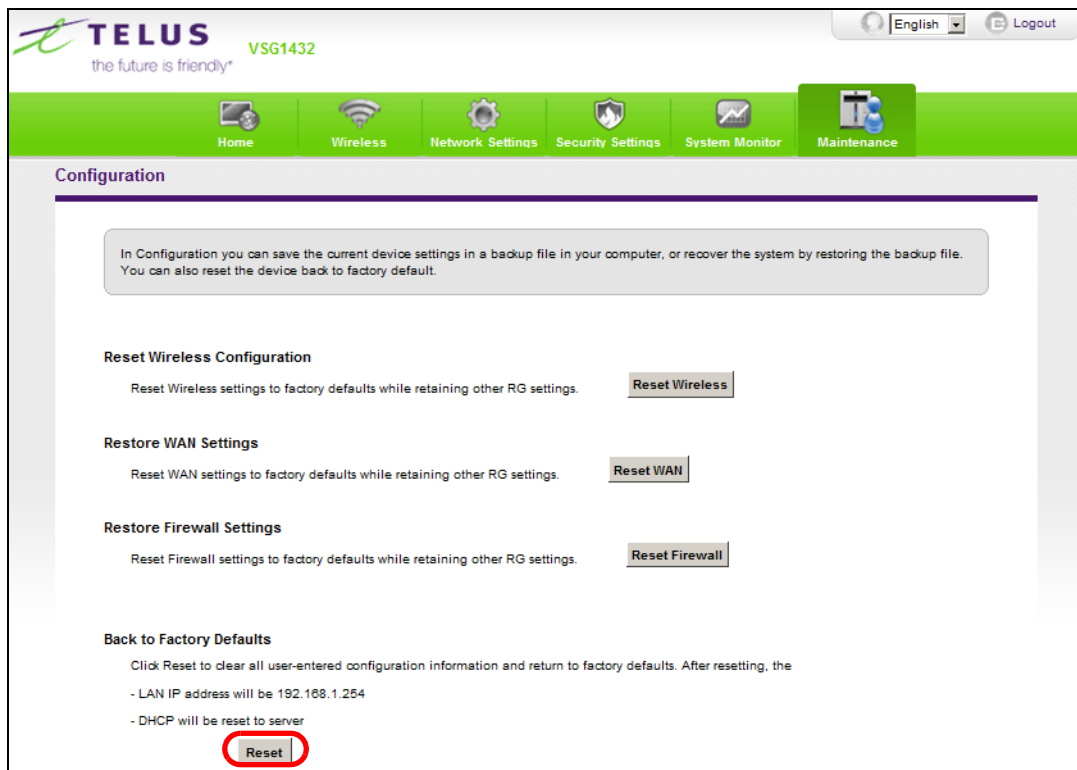 TELUS
the future is friendly*
VSG1432
English
Logout
Home
Wireless
Network Settings
Security Settings
System Monitor
Maintenance
Configuration
In Configuration you can save the current device settings in a backup file in your computer, or recover the system by restoring the backup file.
You can also reset the device back to factory default.
Reset Wireless Configuration
Reset Wireless settings to factory defaults while retaining other RG settings.
Reset Wireless
Restore WAN Settings
Reset WAN settings to factory defaults while retaining other RG settings.
Reset WAN
Restore Firewall Settings
Reset Firewall settings to factory defaults while retaining other RG settings.
Reset Firewall
Back to Factory Defaults
Click Reset to clear all user-entered configuration information and return to factory defaults. After resetting, the
- LAN IP address will be 192.168.1.254
- DHCP will be reset to server
Reset